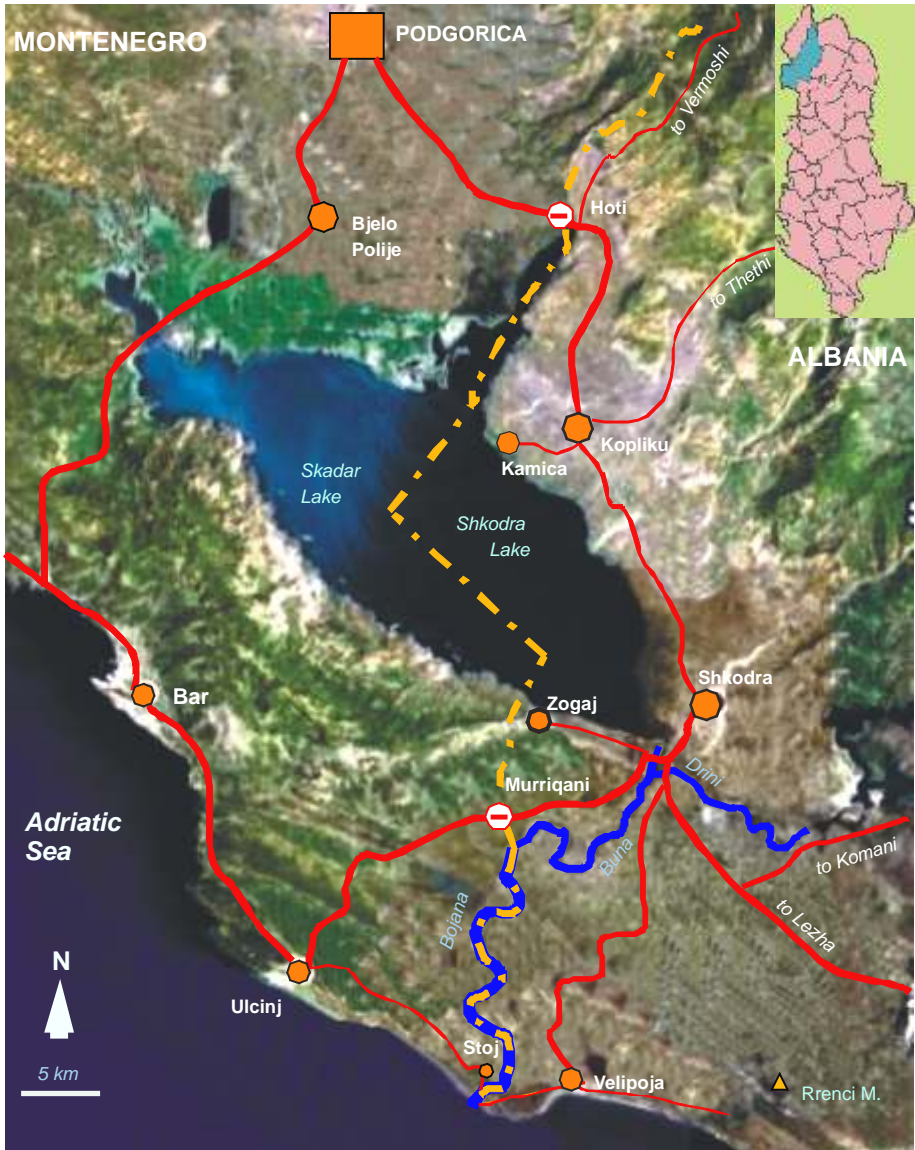 MONTENEGRO
PODGORICA
to Vermoshi
Hoti
Bjelo
Polije
to Thethi
ALBANIA
Kopliku
Kamica
Skadar
Lake
Shkodra
Lake
Shkodra
Zogaj
Bar
Drini
Murriqani
Adriatic
Sea
Buna
to Komani
Bojana
to Lezha
N
Ulcinj
Stoj
5 km
Velipoja
Rrenci M.